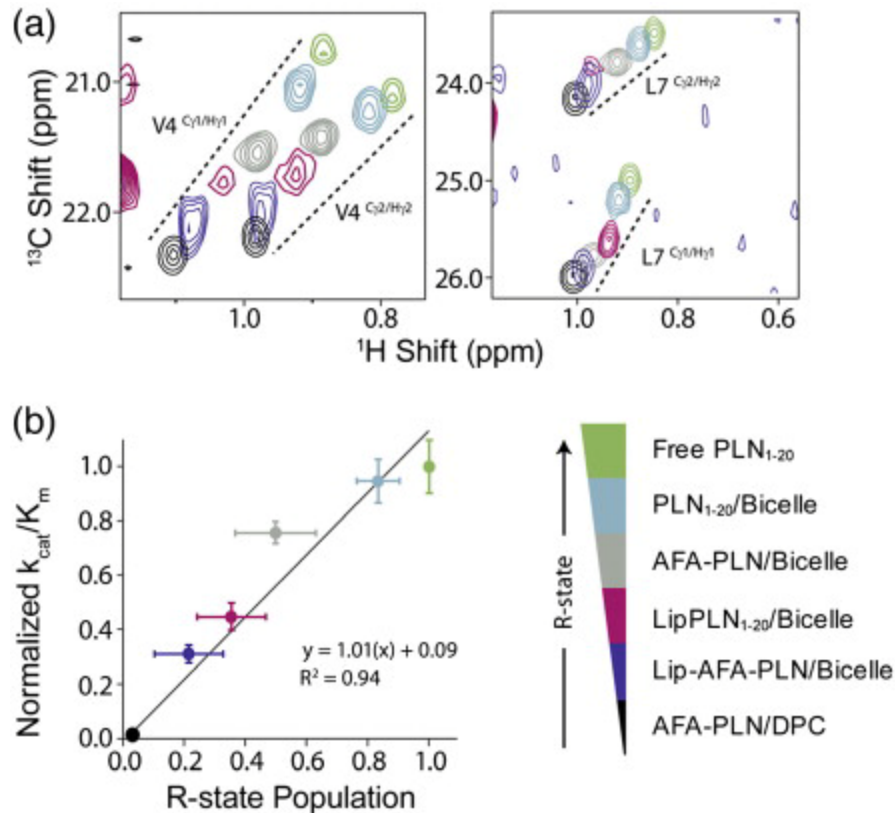 (a)
21.0
22.0
¹³C Shift (ppm)
V4 Cγ1/Hγ1
V4 Cγ2/Hγ2
1.0
0.8
24.0
25.0
26.0
L7 Cγ2/Hγ2
L7 Cγ1/Hγ1
1.0
0.8
0.6
¹H Shift (ppm)
(b)
Normalized kcat/Km
1.0
0.8
0.6
0.4
0.2
0.0
y = 1.01(x) + 0.09
R² = 0.94
0.0
0.2
0.4
0.6
0.8
1.0
R-state Population
R-state
Free PLN₁₋₂₀
PLN₁₋₂₀/Bicelle
AFA-PLN/Bicelle
LipPLN₁₋₂₀/Bicelle
Lip-AFA-PLN/Bicelle
AFA-PLN/DPC